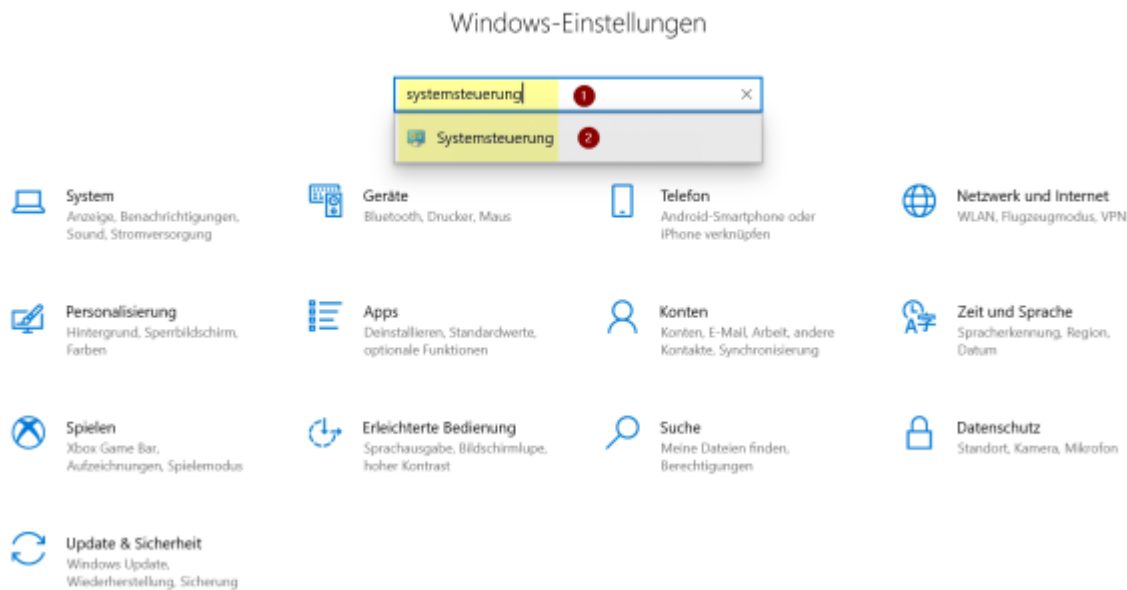 Windows-Einstellungen
systemsteuerung
1
Systemsteuerung
2
System
Anzeige, Benachrichtigungen,
Sound, Stromversorgung
Geräte
Bluetooth, Drucker, Maus
Telefon
Android-Smartphone oder
iPhone verknüpfen
Netzwerk und Internet
WLAN, Flugzeugmodus, VPN
Personalisierung
Hintergrund, Sperrbildschirm,
Farben
Apps
Deinstallieren, Standardwerte,
optionale Funktionen
Konten
Konten, E-Mail, Arbeit, andere
Kontakte, Synchronisierung
Zeit und Sprache
Spracherkennung, Region,
Datum
Spielen
Xbox Game Bar,
Aufzeichnungen, Spielemodus
Erleichterte Bedienung
Sprachausgabe, Bildschirmlupe,
hoher Kontrast
Suche
Meine Dateien finden,
Berechtigungen
Datenschutz
Standort, Kamera, Mikrofon
Update & Sicherheit
Windows Update,
Wiederherstellung, Sicherung